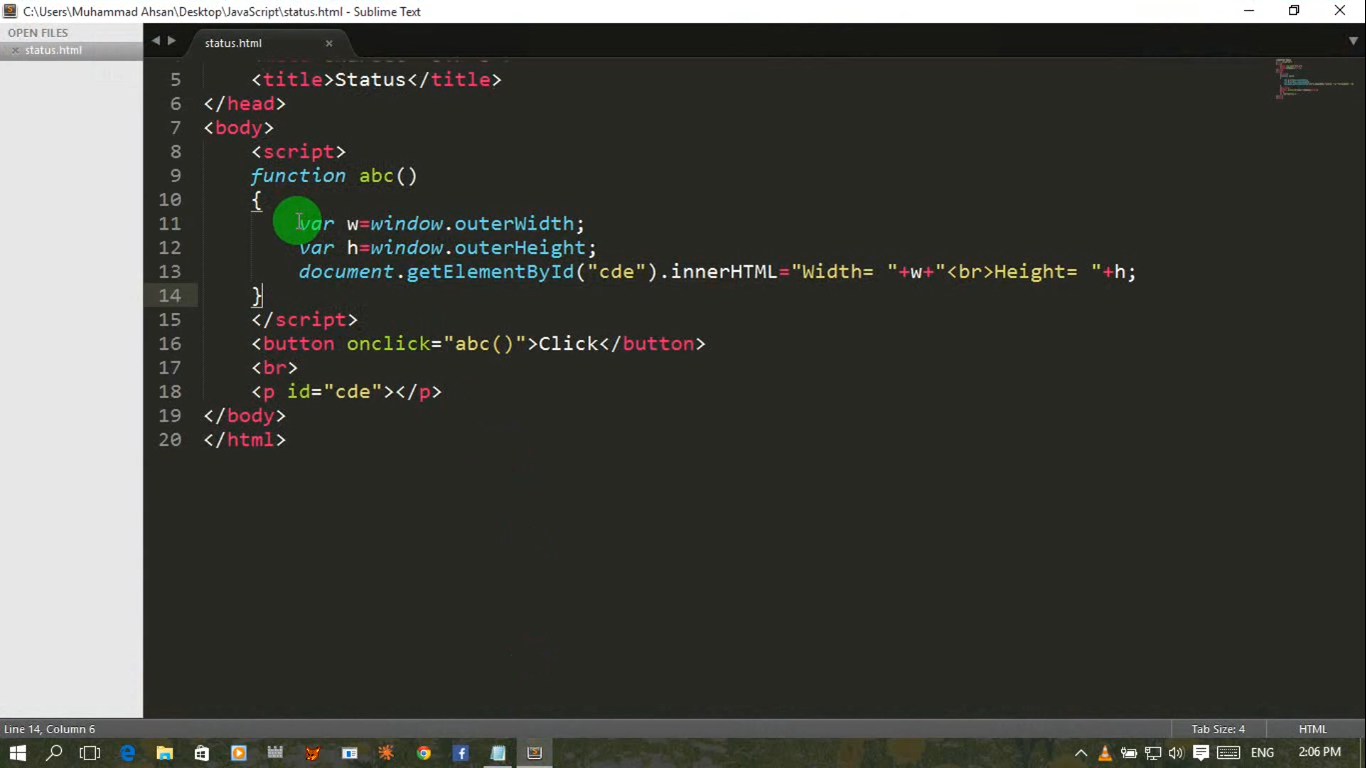 C:\Users\Muhammad Ahsan\Desktop\JavaScript\status.html - Sublime Text
OPEN FILES
× status.html
status.html ×
5 <title>Status</title>
6 </head>
7 <body>
8 <script>
9 function abc()
10 {
11 var w=window.outerWidth;
12 var h=window.outerHeight;
13 document.getElementById("cde").innerHTML="Width= "+w+"<br>Height= "+h;
14 }
15 </script>
16 <button onclick="abc()">Click</button>
17 <br>
18 <p id="cde"></p>
19 </body>
20 </html>
Line 14, Column 6
Tab Size: 4
HTML
ENG
2:06 PM